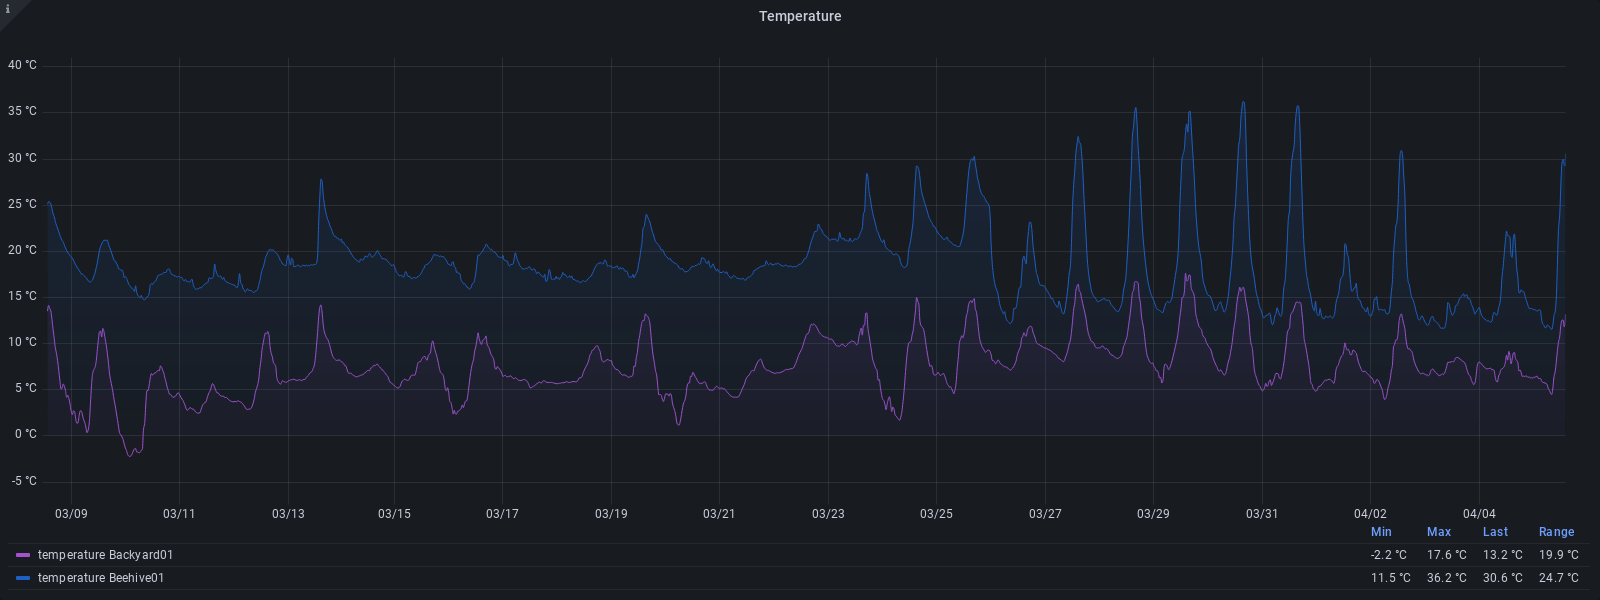 i
Temperature
40 °C
35 °C
30 °C
25 °C
20 °C
15 °C
10 °C
5 °C
0 °C
-5 °C
03/09 03/11 03/13 03/15 03/17 03/19 03/21 03/23 03/25 03/27 03/29 03/31 04/02 04/04
Min Max Last Range
temperature Backyard01 -2.2 °C 17.6 °C 13.2 °C 19.9 °C
temperature Beehive01 11.5 °C 36.2 °C 30.6 °C 24.7 °C